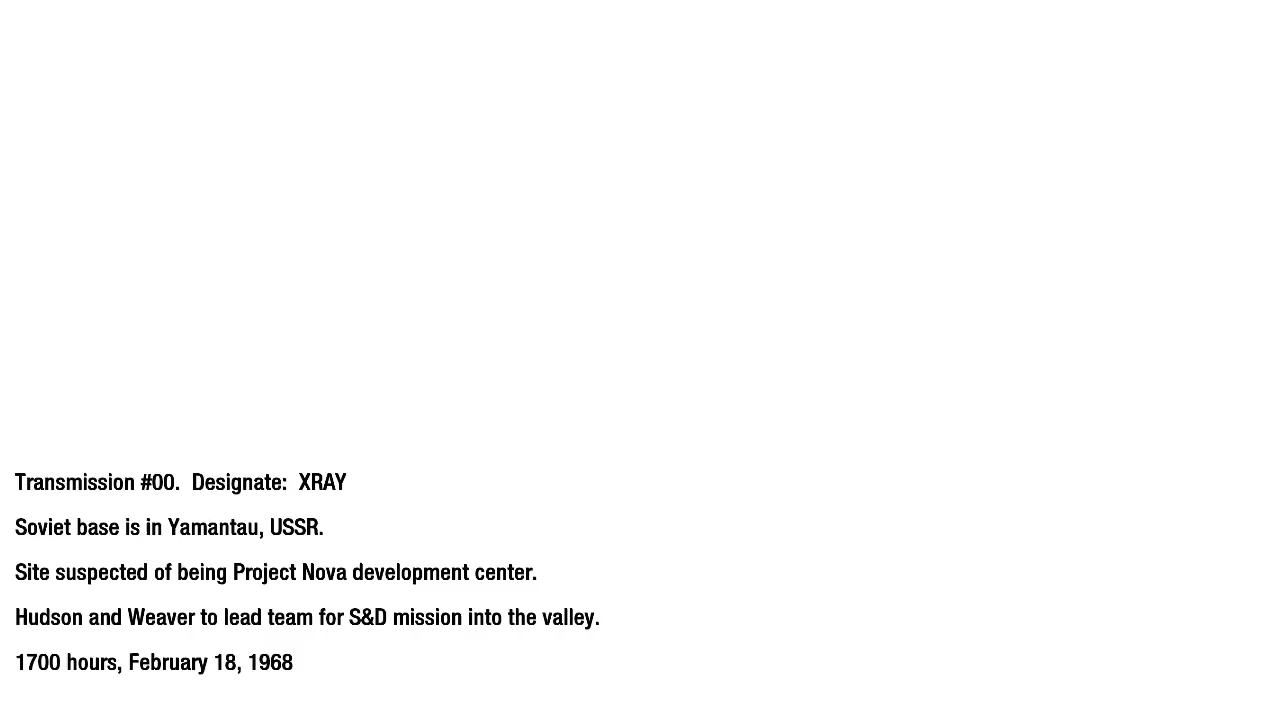 Transmission #00.  Designate:  XRAY
Soviet base is in Yamantau, USSR.
Site suspected of being Project Nova development center.
Hudson and Weaver to lead team for S&D mission into the valley.
1700 hours, February 18, 1968